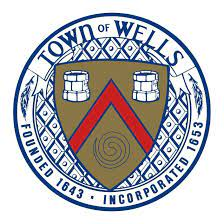 TOWN OF WELLS
FOUNDED 1643 • INCORPORATED 1653